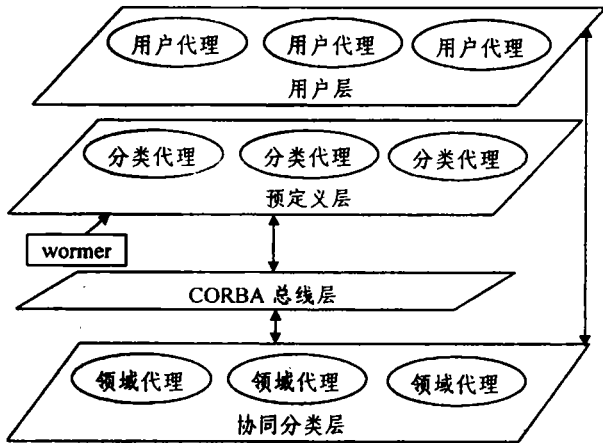 用户代理 用户代理 用户代理
用户层
分类代理 分类代理 分类代理
预定义层
wormer
CORBA 总线层
领域代理 领域代理 领域代理
协同分类层